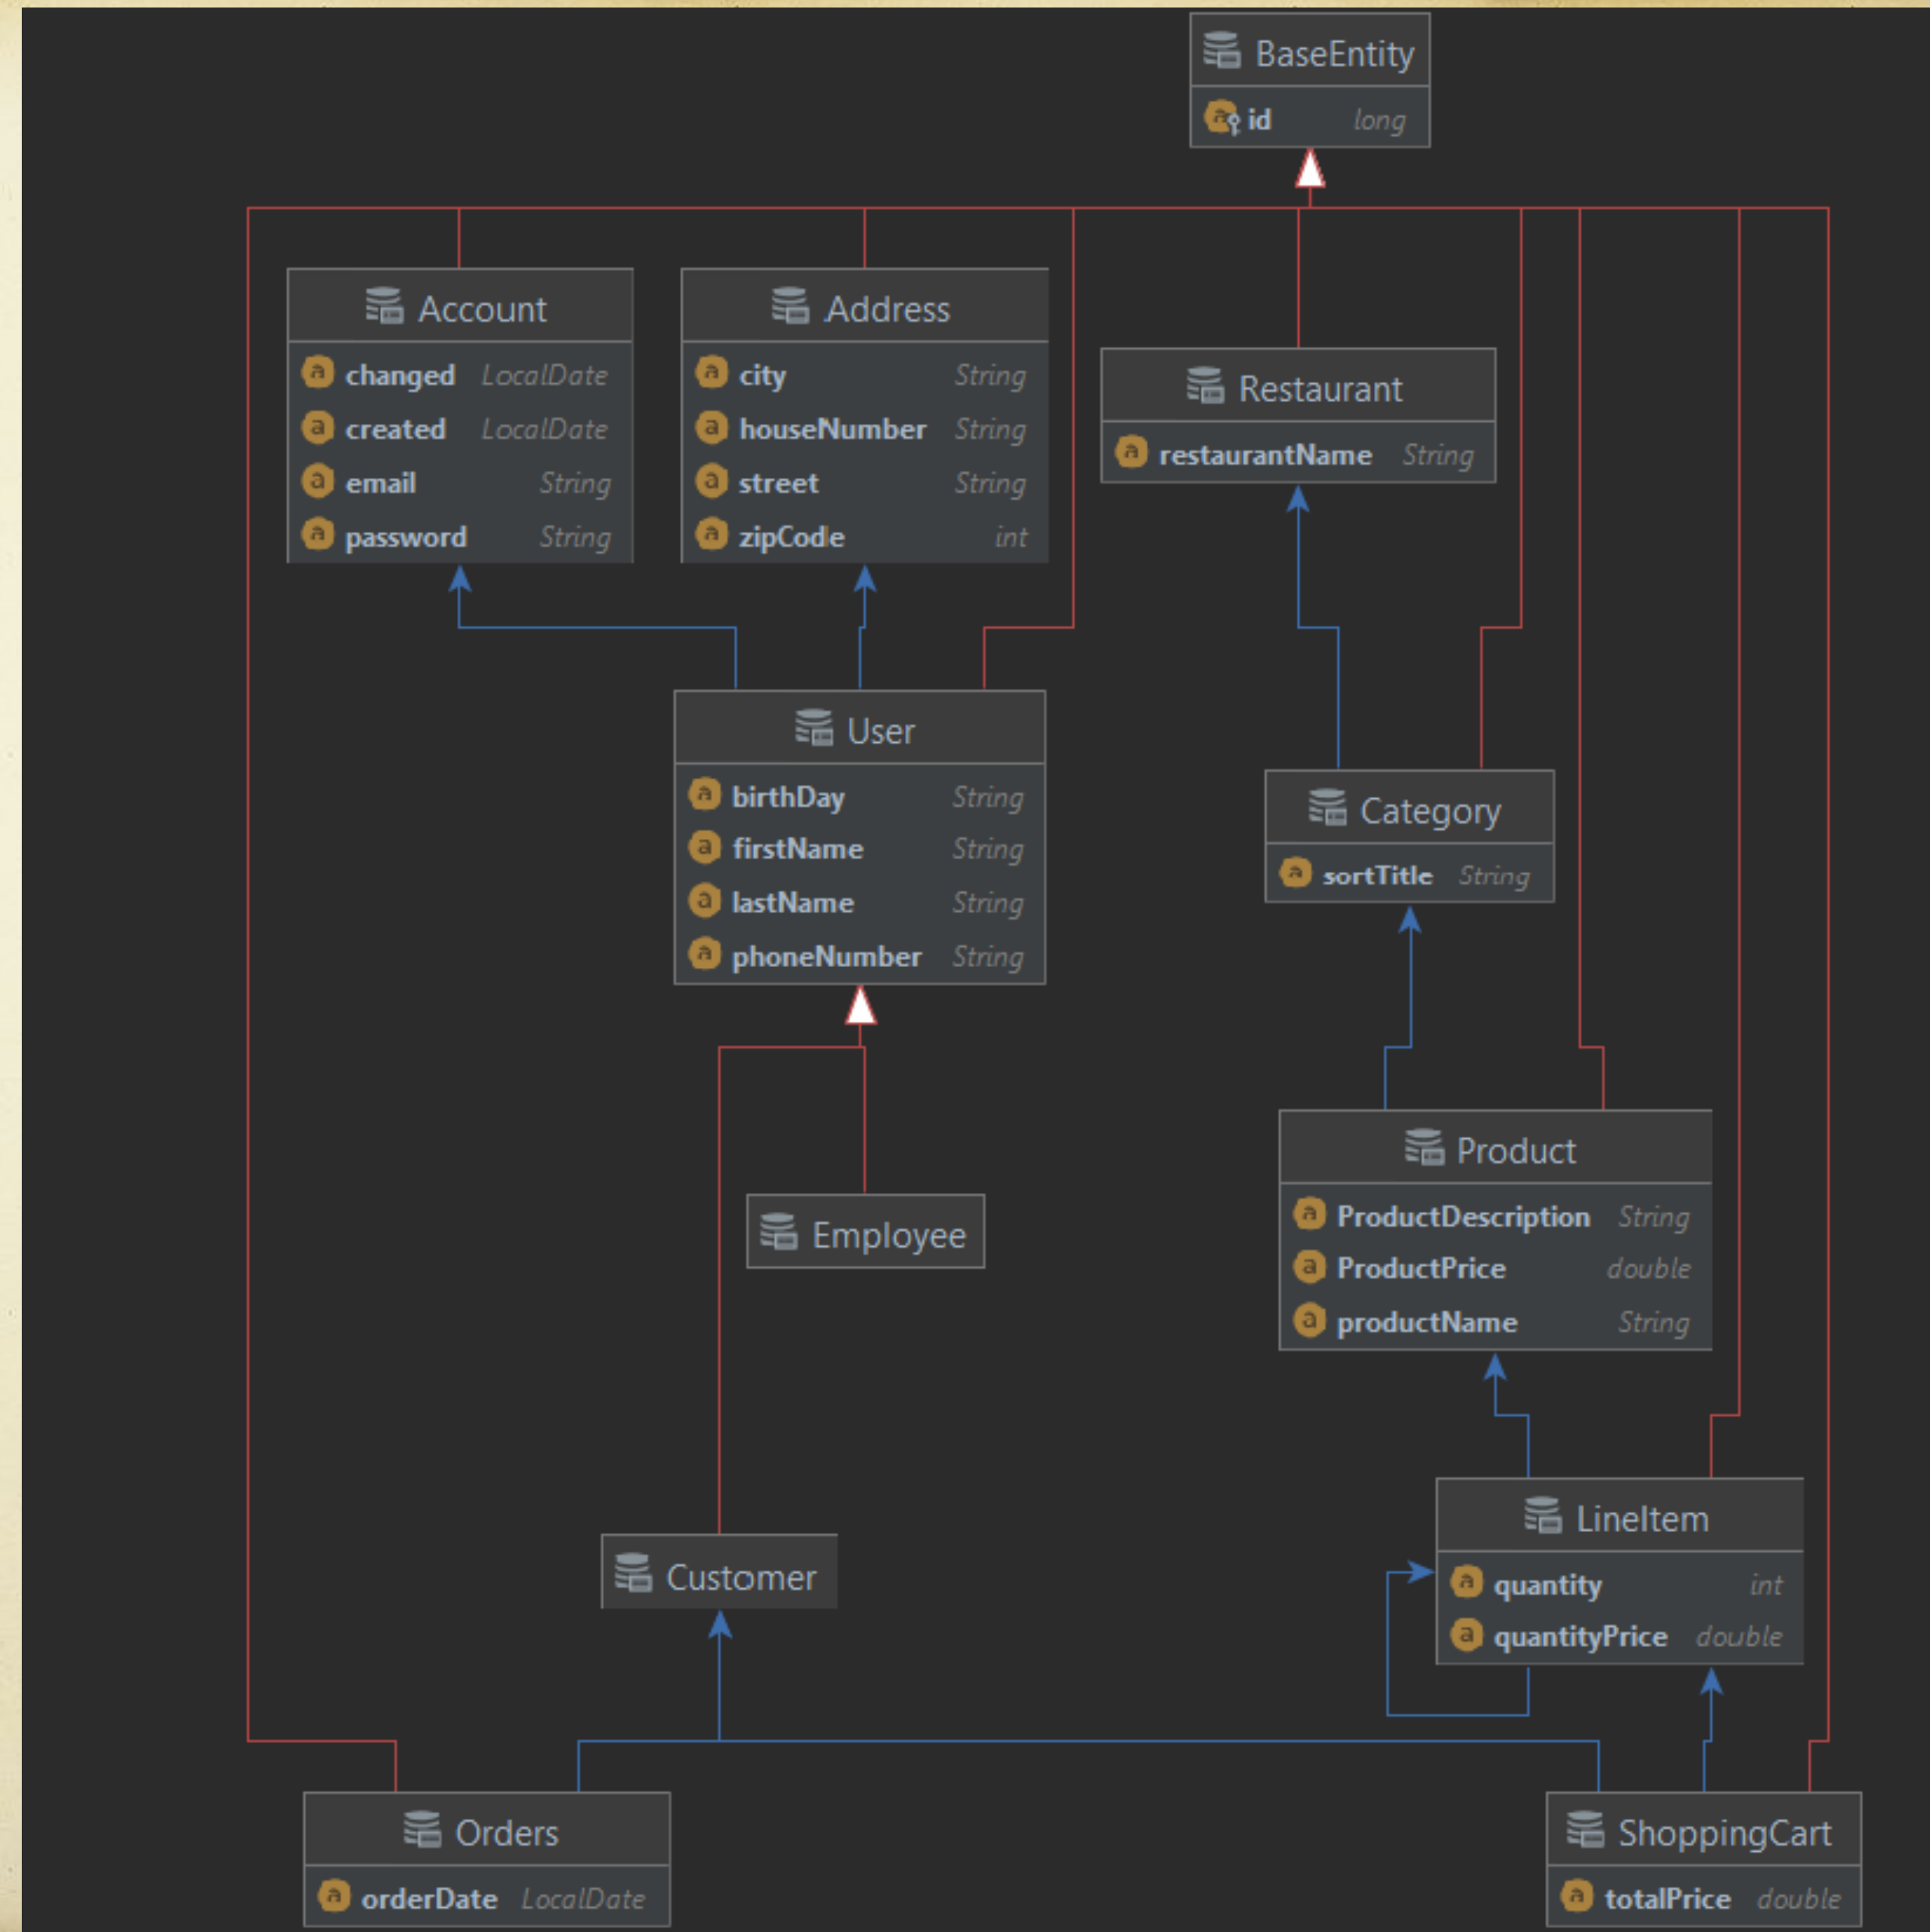 BaseEntity
id long
Account
changed LocalDate
created LocalDate
email String
password String
Address
city String
houseNumber String
street String
zipCode int
Restaurant
restaurantName String
User
birthDay String
firstName String
lastName String
phoneNumber String
Category
sortTitle String
Product
ProductDescription String
ProductPrice double
productName String
Employee
LineItem
quantity int
quantityPrice double
Customer
Orders
orderDate LocalDate
ShoppingCart
totalPrice double